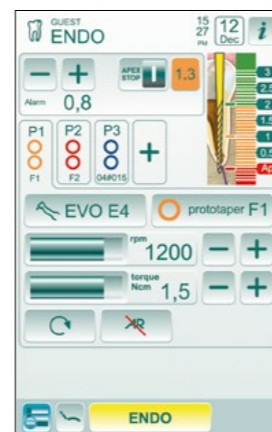 GUEST
ENDO
15
27
PM
12
Dec
i
APEX
STOP
I
1.3
Alarm 0,8
3
2.5
2
1.5
1
0.5
Ap
P1 P2 P3
F1 F2 04#015
EVO E4 prototaper F1
rpm
1200
torque
Ncm 1,5
AR
ENDO